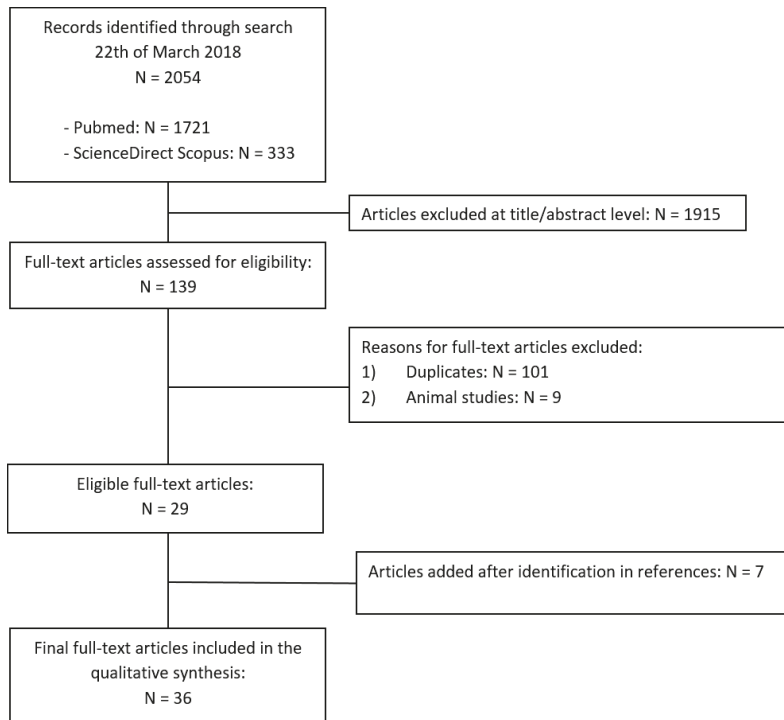 Records identified through search
22th of March 2018
N = 2054
- Pubmed: N = 1721
- ScienceDirect Scopus: N = 333
Articles excluded at title/abstract level: N = 1915
Full-text articles assessed for eligibility:
N = 139
Reasons for full-text articles excluded:
1) Duplicates: N = 101
2) Animal studies: N = 9
Eligible full-text articles:
N = 29
Articles added after identification in references: N = 7
Final full-text articles included in the
qualitative synthesis:
N = 36